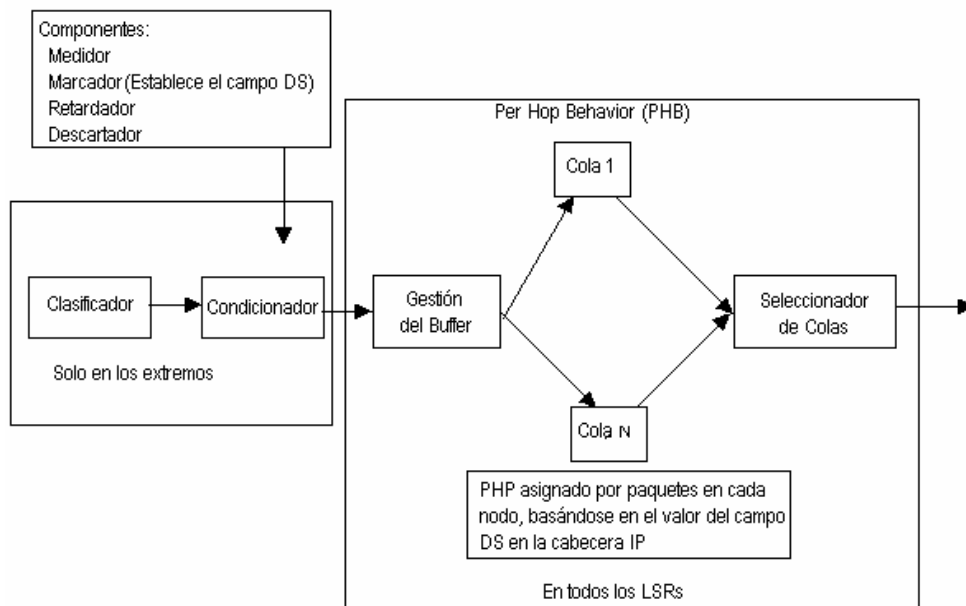 Componentes:
Medidor
Marcador(Establece el campo DS)
Retardador
Descartador
Per Hop Behavior (PHB)
Cola 1
Clasificador
Condicionador
Gestión
del Buffer
Seleccionador
de Colas
Solo en los extremos
Cola N
PHP asignado por paquetes en cada
nodo, basándose en el valor del campo
DS en la cabecera IP
En todos los LSRs